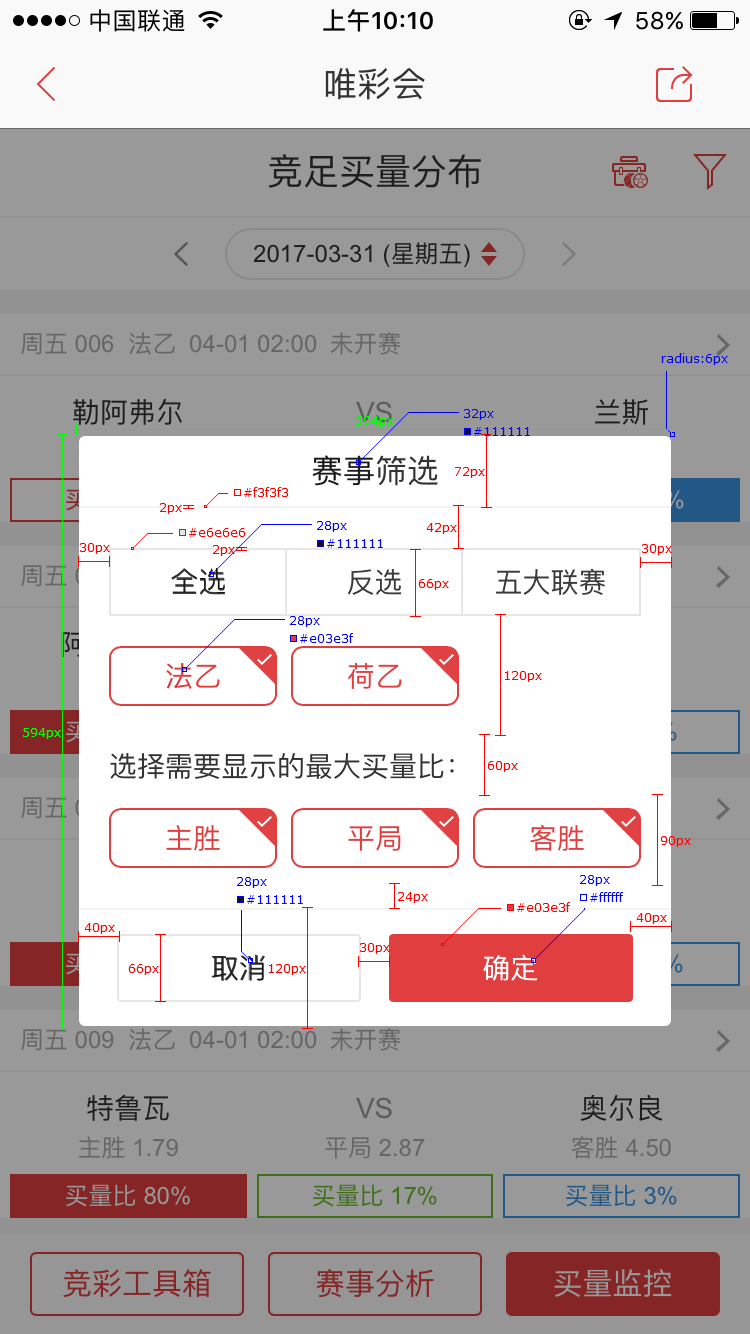 中国联通 上午10:10 58%
唯彩会
竞足买量分布
2017-03-31 (星期五)
周五 006 法乙 04-01 02:00 未开赛
radius:6px
勒阿弗尔 VS 兰斯
594px
32px
#111111
赛事筛选 72px
#f3f3f3
2px
28px 42px
#e6e6e6
#111111
30px 2px 30px
全选 反选 66px 五大联赛
28px
#e03e3f
法乙 荷乙 120px
594px
选择需要显示的最大买量比: 60px
主胜 平局 客胜 90px
28px 28px
#111111 24px #ffffff
#e03e3f
40px 40px
30px
66px 取消 120px 确定
周五 009 法乙 04-01 02:00 未开赛
特鲁瓦 VS 奥尔良
主胜 1.79 平局 2.87 客胜 4.50
买量比 80% 买量比 17% 买量比 3%
竞彩工具箱 赛事分析 买量监控